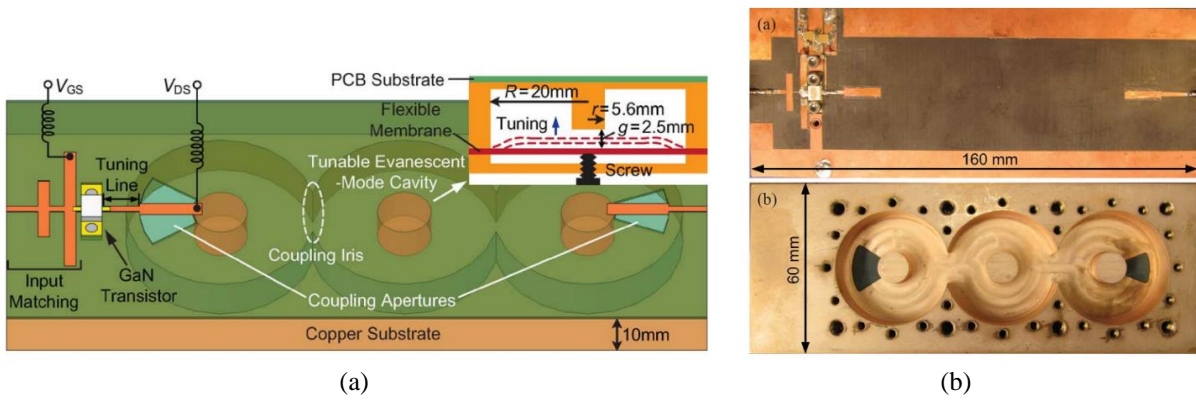 V_GS
V_DS
Tuning
Line
Input
Matching
GaN
Transistor
Coupling Iris
Coupling Apertures
Tunable Evanescent
-Mode Cavity
Copper Substrate
10mm
PCB Substrate
Flexible
Membrane
R=20mm
r=5.6mm
Tuning
g=2.5mm
Screw
(a)
(a)
160 mm
(b)
60 mm
(b)